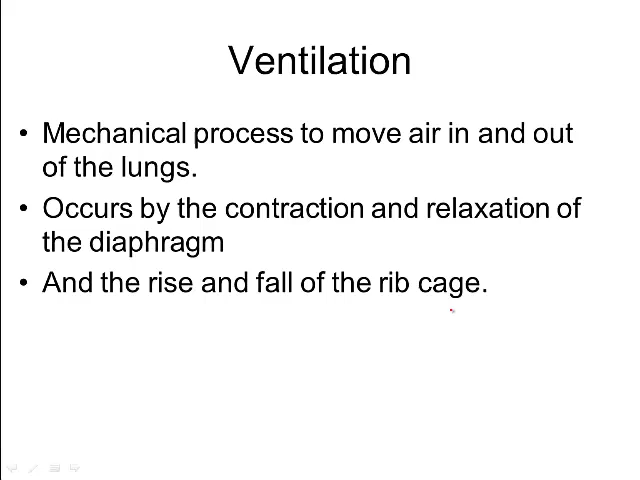 Ventilation
• Mechanical process to move air in and out
of the lungs.
• Occurs by the contraction and relaxation of
the diaphragm
• And the rise and fall of the rib cage.